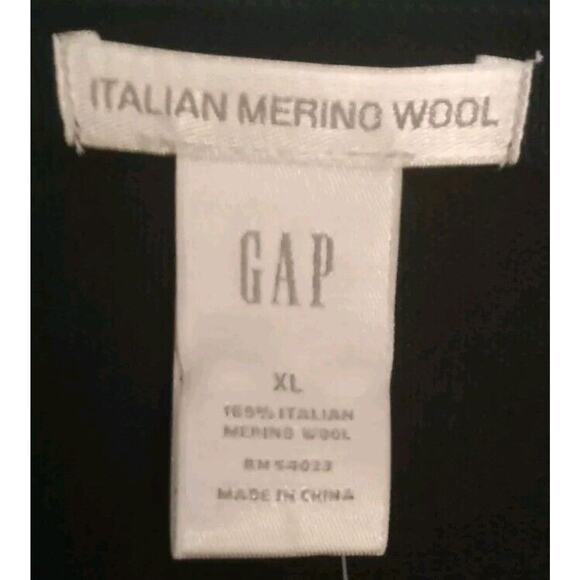 ITALIAN MERINO WOOL
GAP
XL
100% ITALIAN
MERINO WOOL
RN 54023
MADE IN CHINA